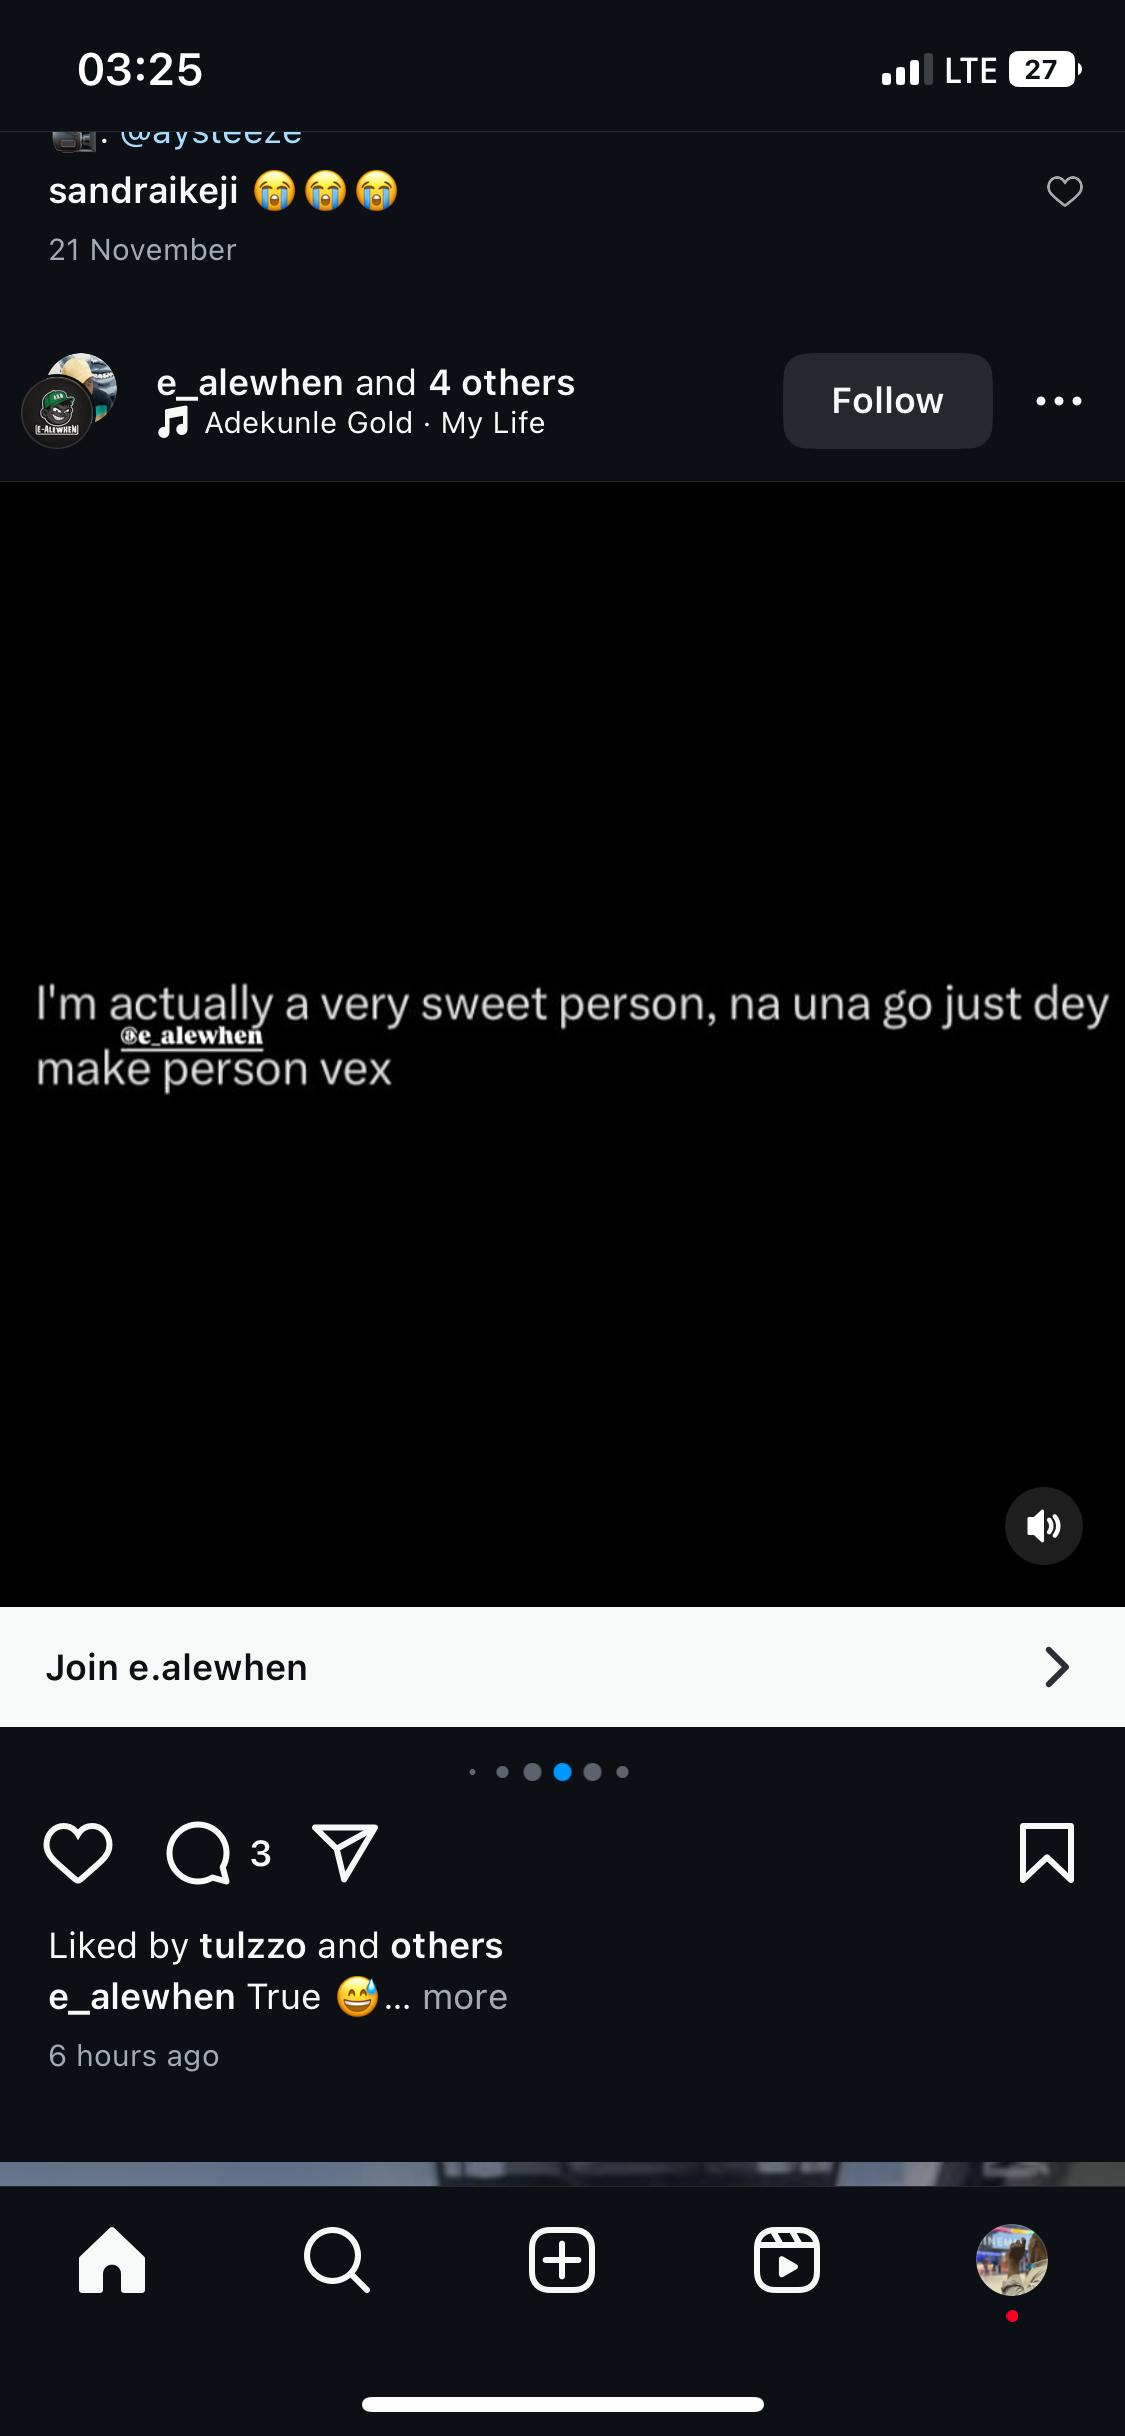 03:25
LTE 27
: @aysteeze
sandraikeji 😭😭😭
21 November
e_alewhen and 4 others
Adekunle Gold · My Life
Follow
[E-ALEWHEN]
I'm actually a very sweet person, na una go just dey
@e_alewhen
make person vex
Join e.alewhen
3
Liked by tulzzo and others
e_alewhen True 😅... more
6 hours ago